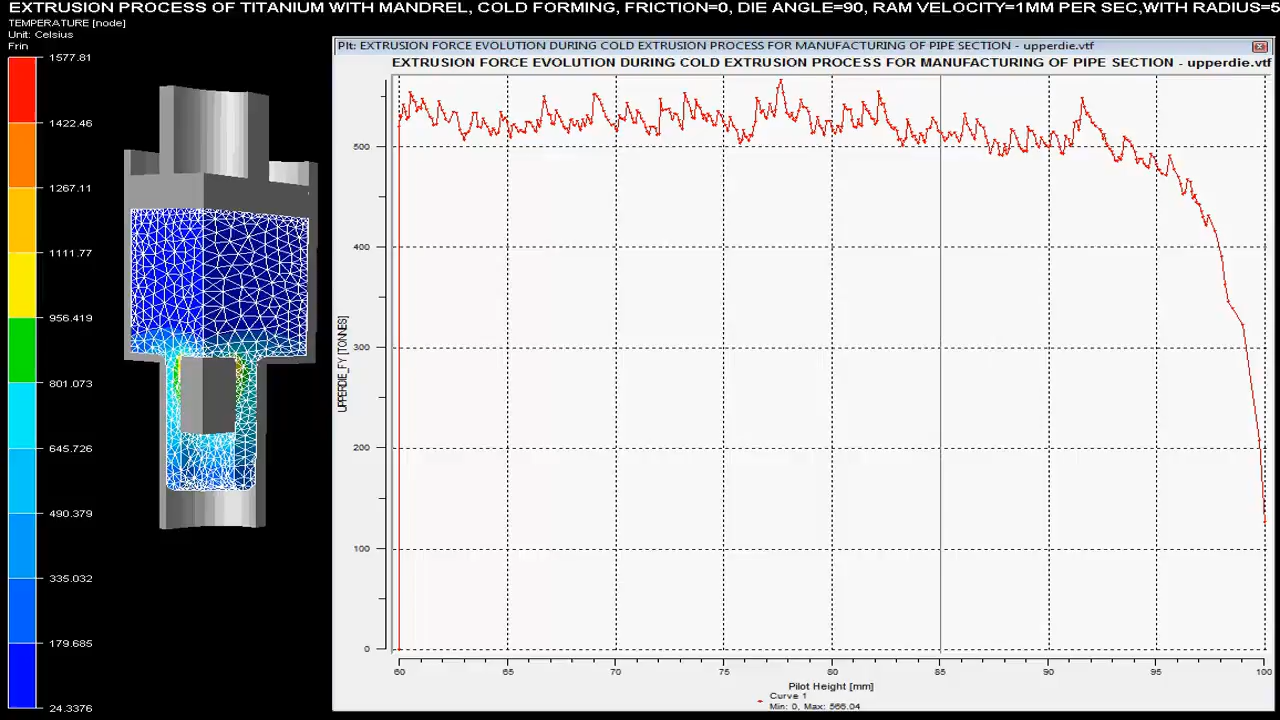 EXTRUSION PROCESS OF TITANIUM WITH MANDREL, COLD FORMING, FRICTION=0, DIE ANGLE=90, RAM VELOCITY=1MM PER SEC,WITH RADIUS=5
TEMPERATURE [node]
Unit: Celsius
Frin
1577.81
1422.46
1267.11
1111.77
956.419
801.073
645.726
490.379
335.032
179.685
24.3376
Plt: EXTRUSION FORCE EVOLUTION DURING COLD EXTRUSION PROCESS FOR MANUFACTURING OF PIPE SECTION - upperdie.vtf
EXTRUSION FORCE EVOLUTION DURING COLD EXTRUSION PROCESS FOR MANUFACTURING OF PIPE SECTION - upperdie.vtf
UPPERDIE_FY [TONNES]
500
400
300
200
100
0
60 65 70 75 80 85 90 95 100
Pilot Height [mm]
Curve 1
Min: 0, Max: 566.04